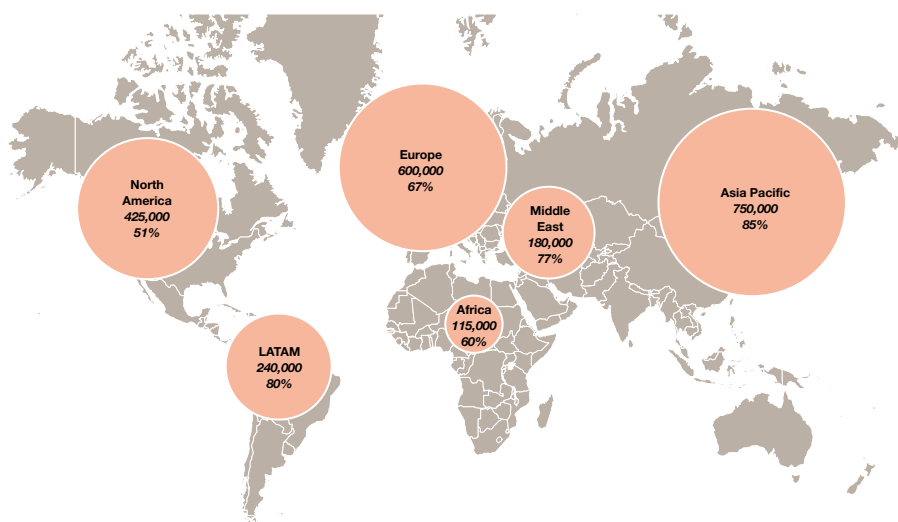 North
America
425,000
51%
Europe
600,000
67%
Middle
East
180,000
77%
Asia Pacific
750,000
85%
LATAM
240,000
80%
Africa
115,000
60%